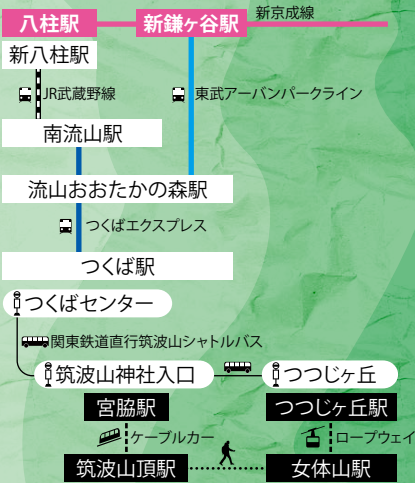 八柱駅
新鎌ヶ谷駅
新京成線
新八柱駅
JR武蔵野線
東武アーバンパークライン
南流山駅
流山おおたかの森駅
つくばエクスプレス
つくば駅
つくばセンター
関東鉄道直行筑波山シャトルバス
筑波山神社入口
つつじヶ丘
宮脇駅
つつじヶ丘駅
ケーブルカー
ロープウェイ
筑波山頂駅
女体山駅